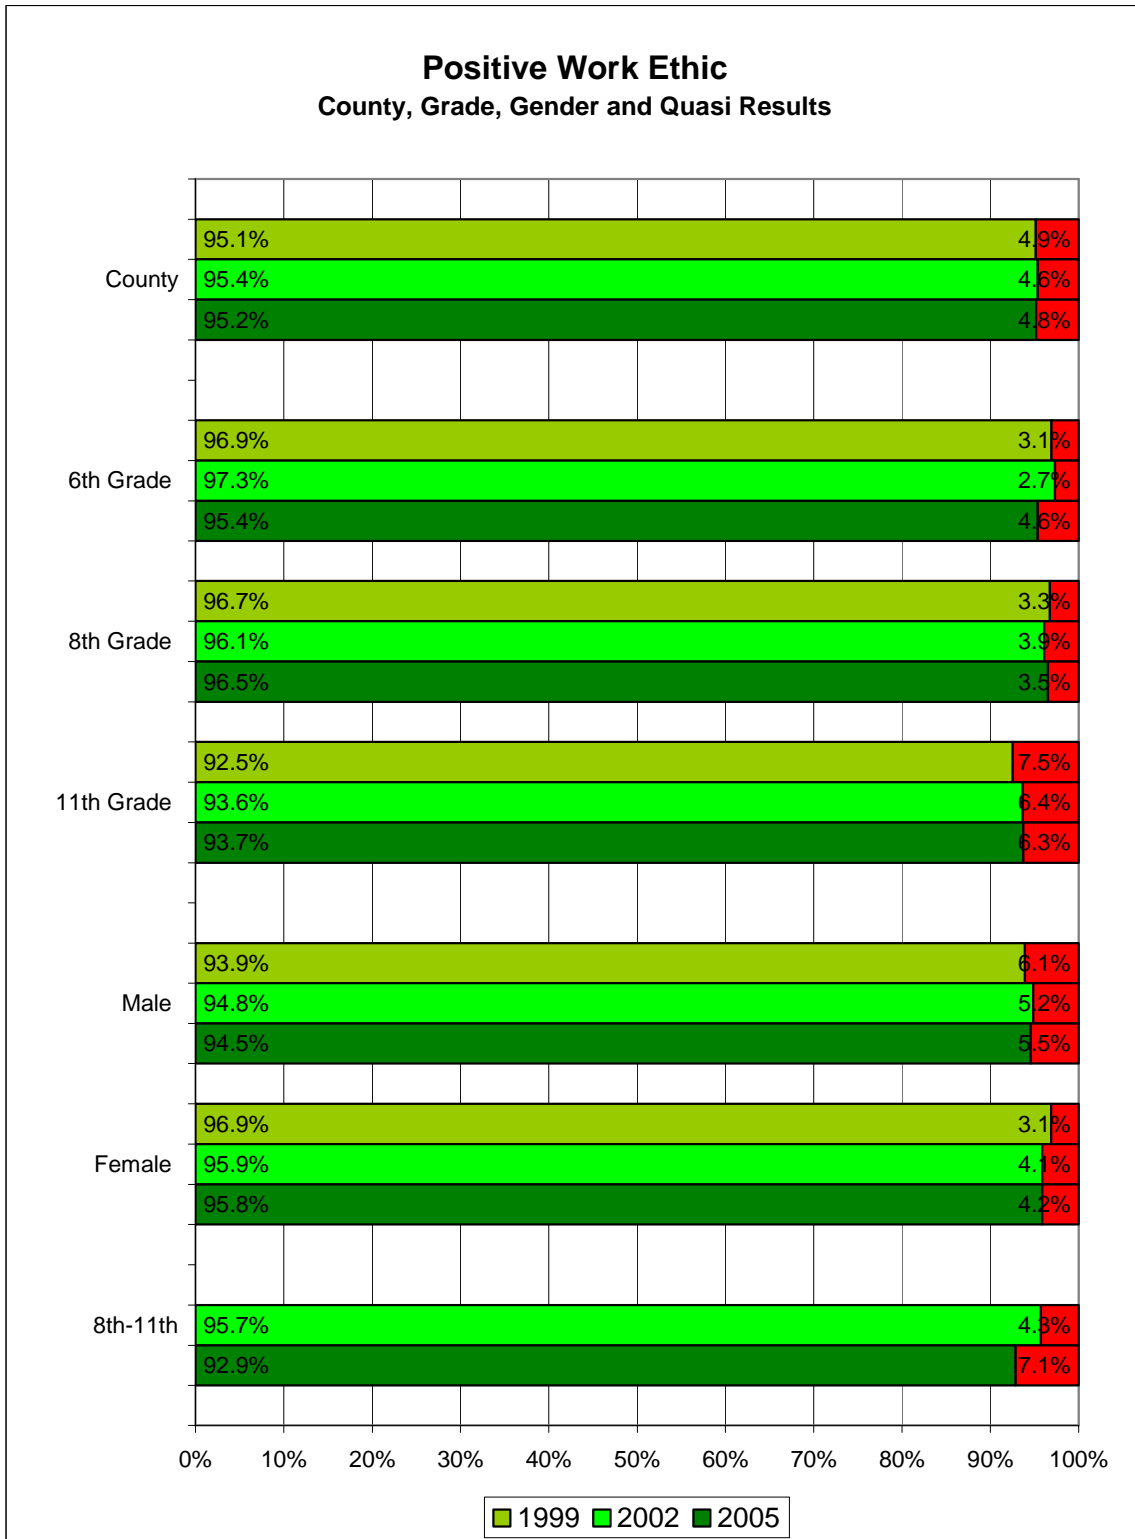 Positive Work Ethic
County, Grade, Gender and Quasi Results
95.1% 4.9%
County 95.4% 4.6%
95.2% 4.8%
96.9% 3.1%
6th Grade 97.3% 2.7%
95.4% 4.6%
96.7% 3.3%
8th Grade 96.1% 3.9%
96.5% 3.5%
92.5% 7.5%
11th Grade 93.6% 6.4%
93.7% 6.3%
93.9% 6.1%
Male 94.8% 5.2%
94.5% 5.5%
96.9% 3.1%
Female 95.9% 4.1%
95.8% 4.2%
8th-11th 95.7% 4.3%
92.9% 7.1%
0% 10% 20% 30% 40% 50% 60% 70% 80% 90% 100%
1999 2002 2005